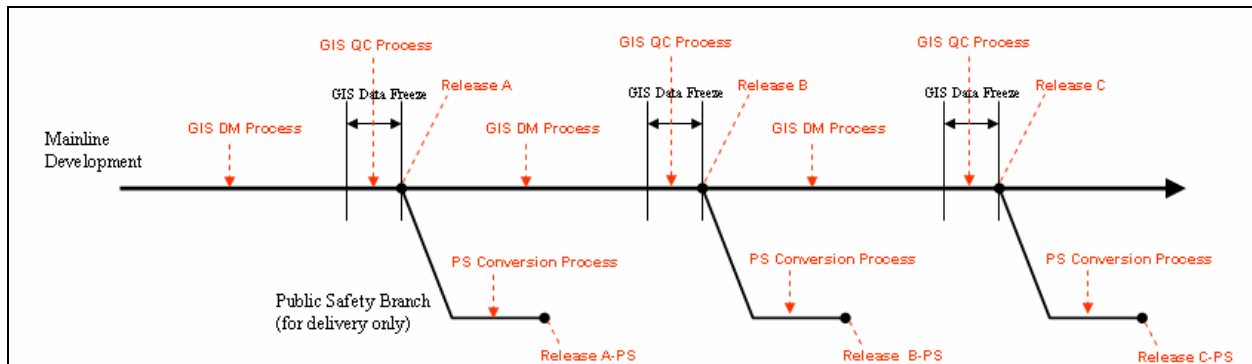 GIS QC Process
GIS QC Process
GIS QC Process
Release A
Release B
Release C
GIS Data Freeze
GIS Data Freeze
GIS Data Freeze
Mainline
Development
GIS DM Process
GIS DM Process
GIS DM Process
PS Conversion Process
PS Conversion Process
PS Conversion Process
Public Safety Branch
(for delivery only)
Release A-PS
Release B-PS
Release C-PS